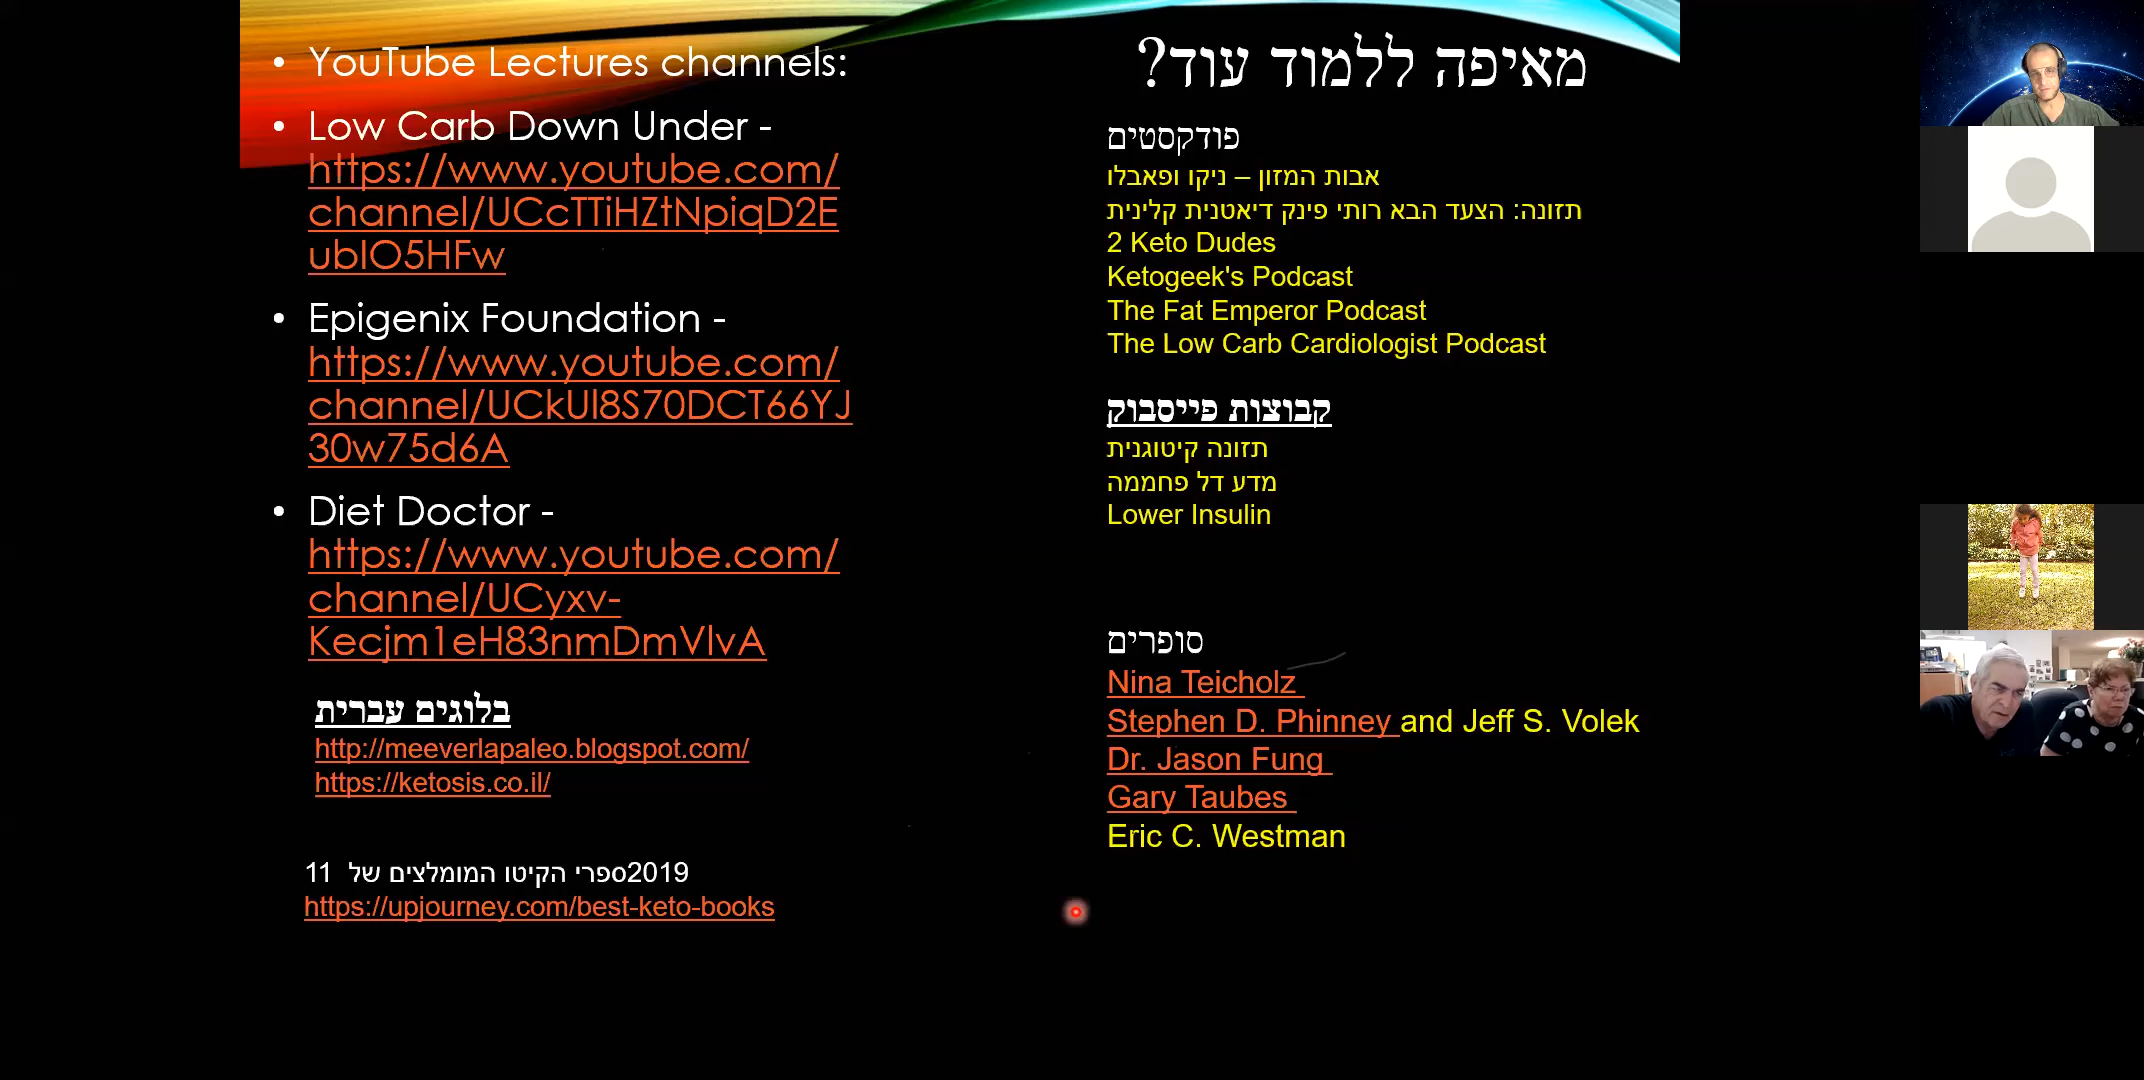 מאיפה ללמוד עוד?
• YouTube Lectures channels:
• Low Carb Down Under -
https://www.youtube.com/
channel/UCcTTiHZtNpiqD2E
ubIO5HFw
• Epigenix Foundation -
https://www.youtube.com/
channel/UCkUl8S70DCT66YJ
30w75d6A
• Diet Doctor -
https://www.youtube.com/
channel/UCyxv-
Kecjm1eH83nmDmVlvA
בלוגים עברית
http://meeverlapaleo.blogspot.com/
https://ketosis.co.il/
11 ספרי הקיטו המומלצים של 2019
https://upjourney.com/best-keto-books
פודקסטים
אבות המזון – ניקו ופאבלו
תזונה: הצעד הבא רותי פינק דיאטנית קלינית
2 Keto Dudes
Ketogeek's Podcast
The Fat Emperor Podcast
The Low Carb Cardiologist Podcast
קבוצות פייסבוק
תזונה קיטוגנית
מדע דל פחממה
Lower Insulin
סופרים
Nina Teicholz
Stephen D. Phinney and Jeff S. Volek
Dr. Jason Fung
Gary Taubes
Eric C. Westman